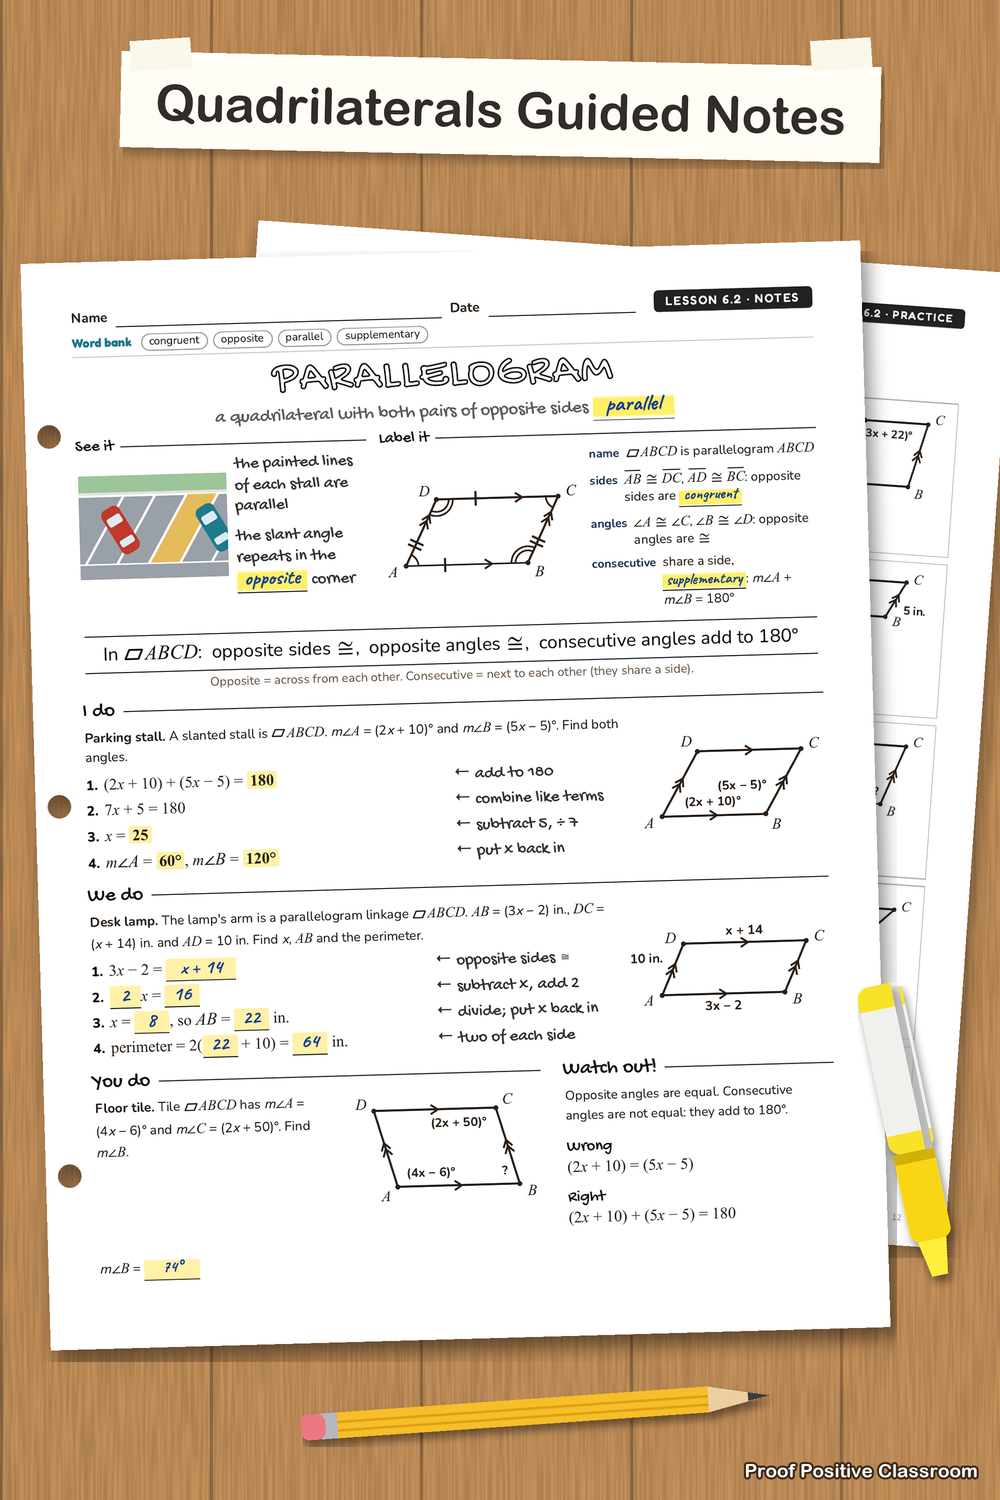 Quadrilaterals Guided Notes
Name
Date
LESSON 6.2 · NOTES
Word bank congruent opposite parallel supplementary
PARALLELOGRAM
a quadrilateral with both pairs of opposite sides parallel
See it
the painted lines
of each stall are
parallel
the slant angle
repeats in the
opposite corner
Label it
D
C
A
B
name ▱ABCD is parallelogram ABCD
sides AB ≅ DC, AD ≅ BC: opposite
sides are congruent
angles ∠A ≅ ∠C, ∠B ≅ ∠D: opposite
angles are ≅
consecutive share a side,
supplementary: m∠A +
m∠B = 180°
In ▱ABCD: opposite sides ≅, opposite angles ≅, consecutive angles add to 180°
Opposite = across from each other. Consecutive = next to each other (they share a side).
I do
Parking stall. A slanted stall is ▱ABCD. m∠A = (2x + 10)° and m∠B = (5x − 5)°. Find both
angles.
1. (2x + 10) + (5x − 5) = 180
← add to 180
2. 7x + 5 = 180
← combine like terms
3. x = 25
← subtract 5, ÷ 7
4. m∠A = 60°, m∠B = 120°
← put x back in
D
C
(5x − 5)°
(2x + 10)°
A
B
We do
Desk lamp. The lamp's arm is a parallelogram linkage ▱ABCD. AB = (3x − 2) in., DC =
(x + 14) in. and AD = 10 in. Find x, AB and the perimeter.
1. 3x − 2 = x + 14
← opposite sides ≅
2. 2 x = 16
← subtract x, add 2
3. x = 8, so AB = 22 in.
← divide; put x back in
4. perimeter = 2(22 + 10) = 64 in.
← two of each side
x + 14
D
C
10 in.
A
B
3x − 2
You do
Floor tile. Tile ▱ABCD has m∠A =
(4x − 6)° and m∠C = (2x + 50)°. Find
m∠B.
D
C
(2x + 50)°
(4x − 6)°
?
A
B
m∠B = 74°
Watch out!
Opposite angles are equal. Consecutive
angles are not equal: they add to 180°.
Wrong
(2x + 10) = (5x − 5)
Right
(2x + 10) + (5x − 5) = 180
6.2 · PRACTICE
C
3x + 22)°
B
C
5 in.
B
C
?
B
C
12
Proof Positive Classroom